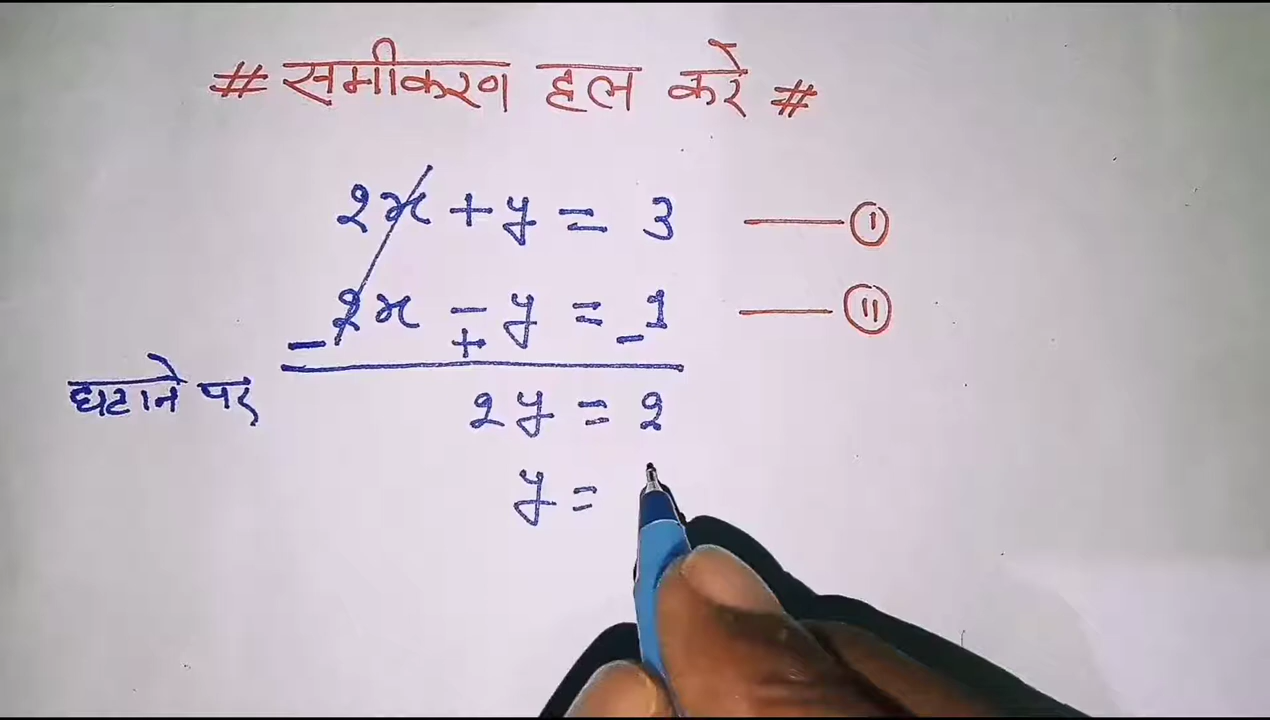 # समीकरण हल करे #
2x + y = 3 —— (I)
2x - y = 1 —— (II)
- + -
घटाने पर 2y = 2
y =